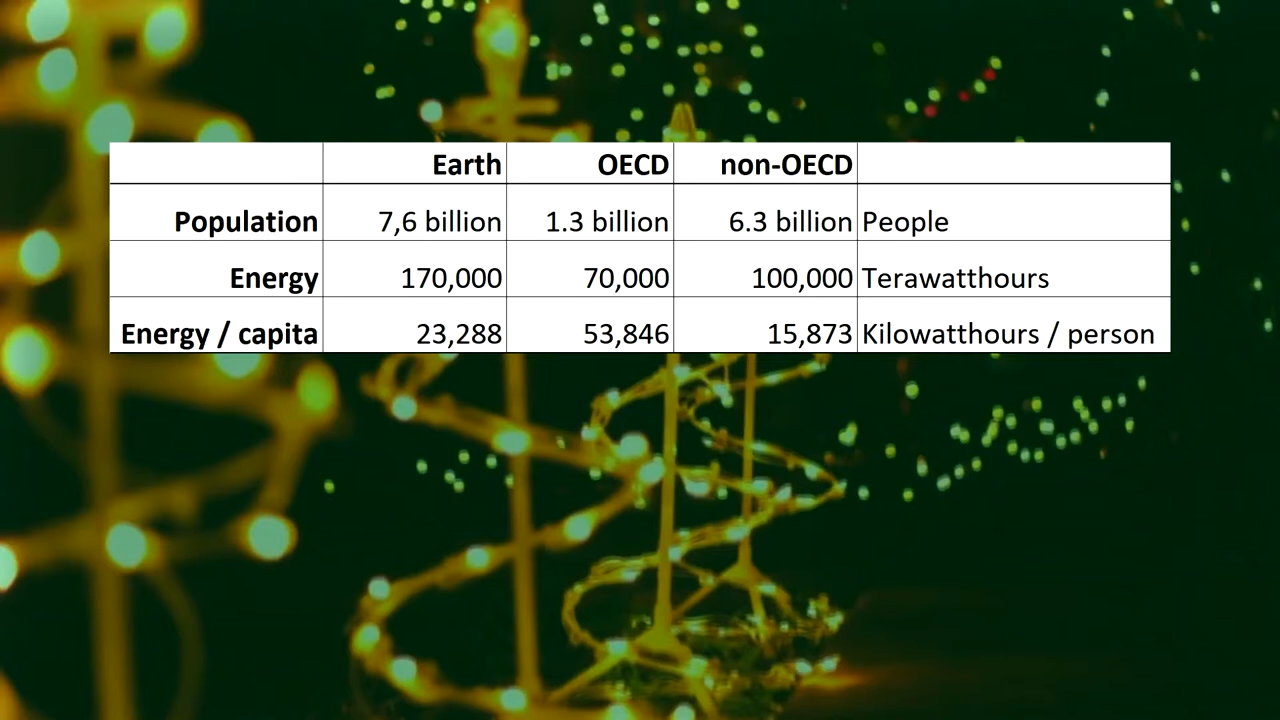 Earth OECD non-OECD
Population 7,6 billion 1.3 billion 6.3 billion People
Energy 170,000 70,000 100,000 Terawatthours
Energy / capita 23,288 53,846 15,873 Kilowatthours / person